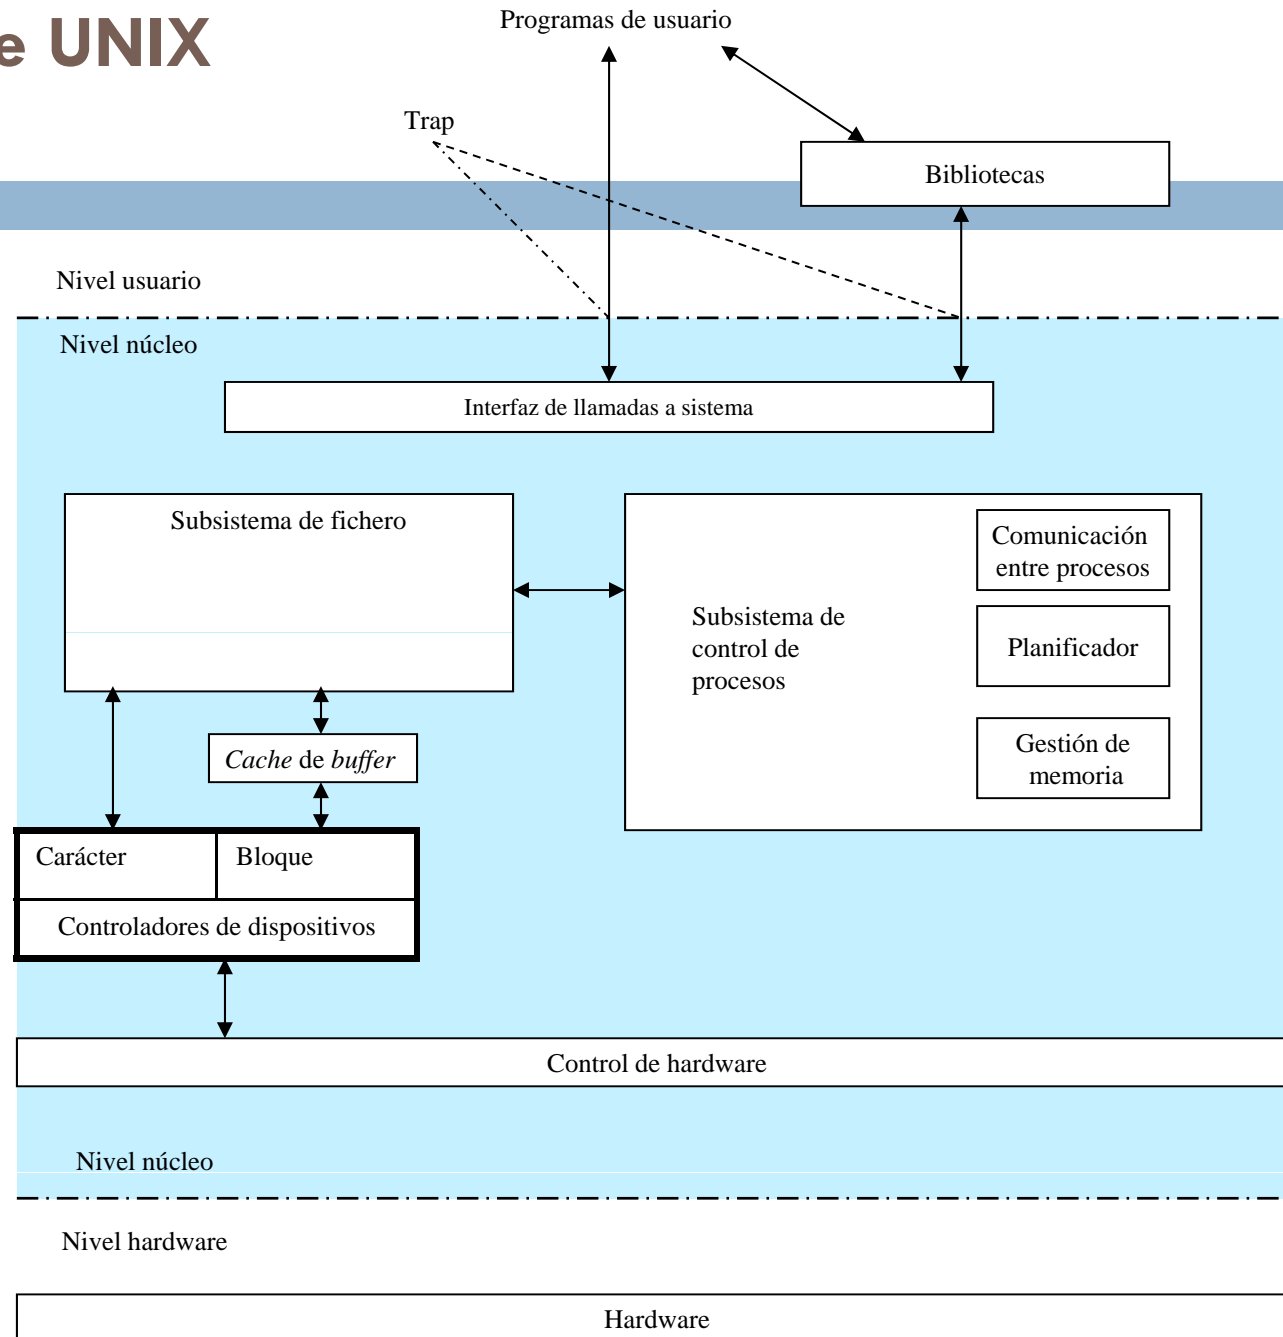 e UNIX
Programas de usuario
Trap
Bibliotecas
Nivel usuario
Nivel núcleo
Interfaz de llamadas a sistema
Subsistema de fichero
Comunicación
entre procesos
Subsistema de
control de
procesos
Planificador
Gestión de
memoria
Cache de buffer
Carácter
Bloque
Controladores de dispositivos
Control de hardware
Nivel núcleo
Nivel hardware
Hardware